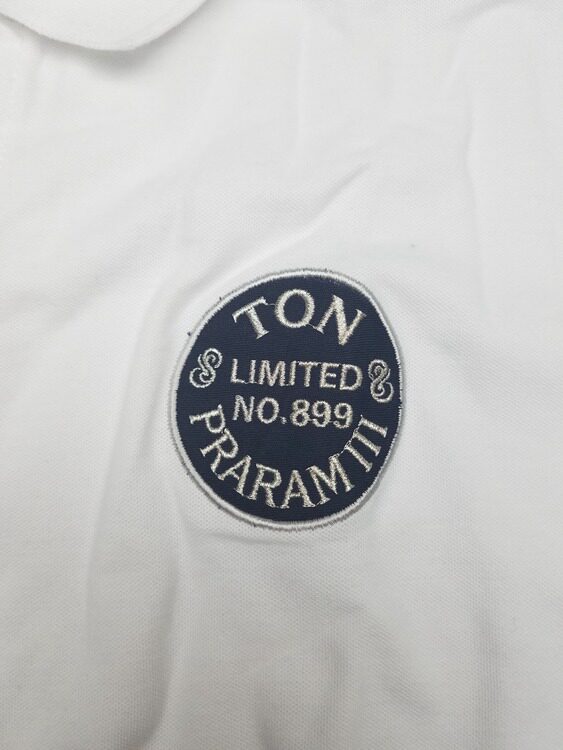 TON
LIMITED
NO.899
PRARAM III